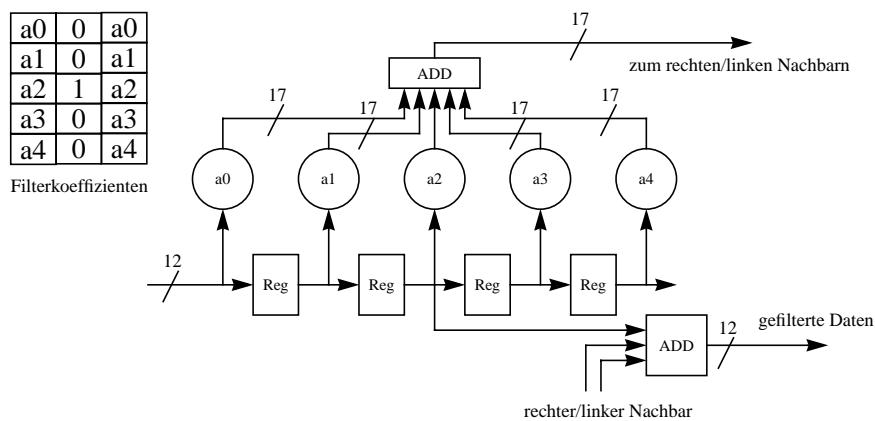 a0 0 a0
a1 0 a1
a2 1 a2
a3 0 a3
a4 0 a4
Filterkoeffizienten
17
zum rechten/linken Nachbarn
ADD
17
17
17
17
a0
a1
a2
a3
a4
12
Reg
Reg
Reg
Reg
ADD
12
gefilterte Daten
rechter/linker Nachbar